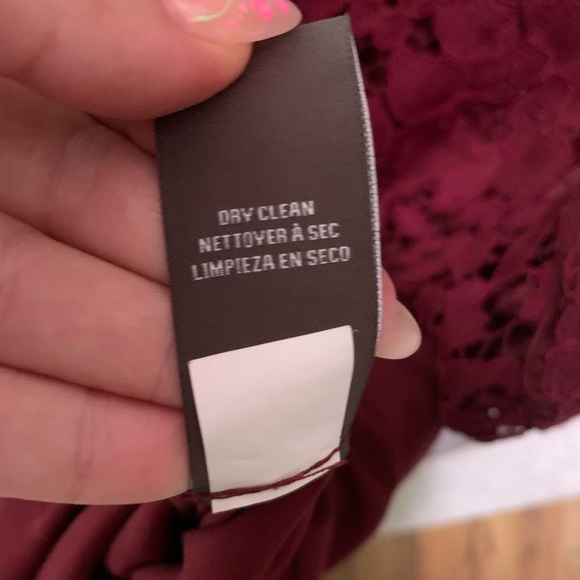 DRY CLEAN
NETTOYER À SEC
LIMPIEZA EN SECO